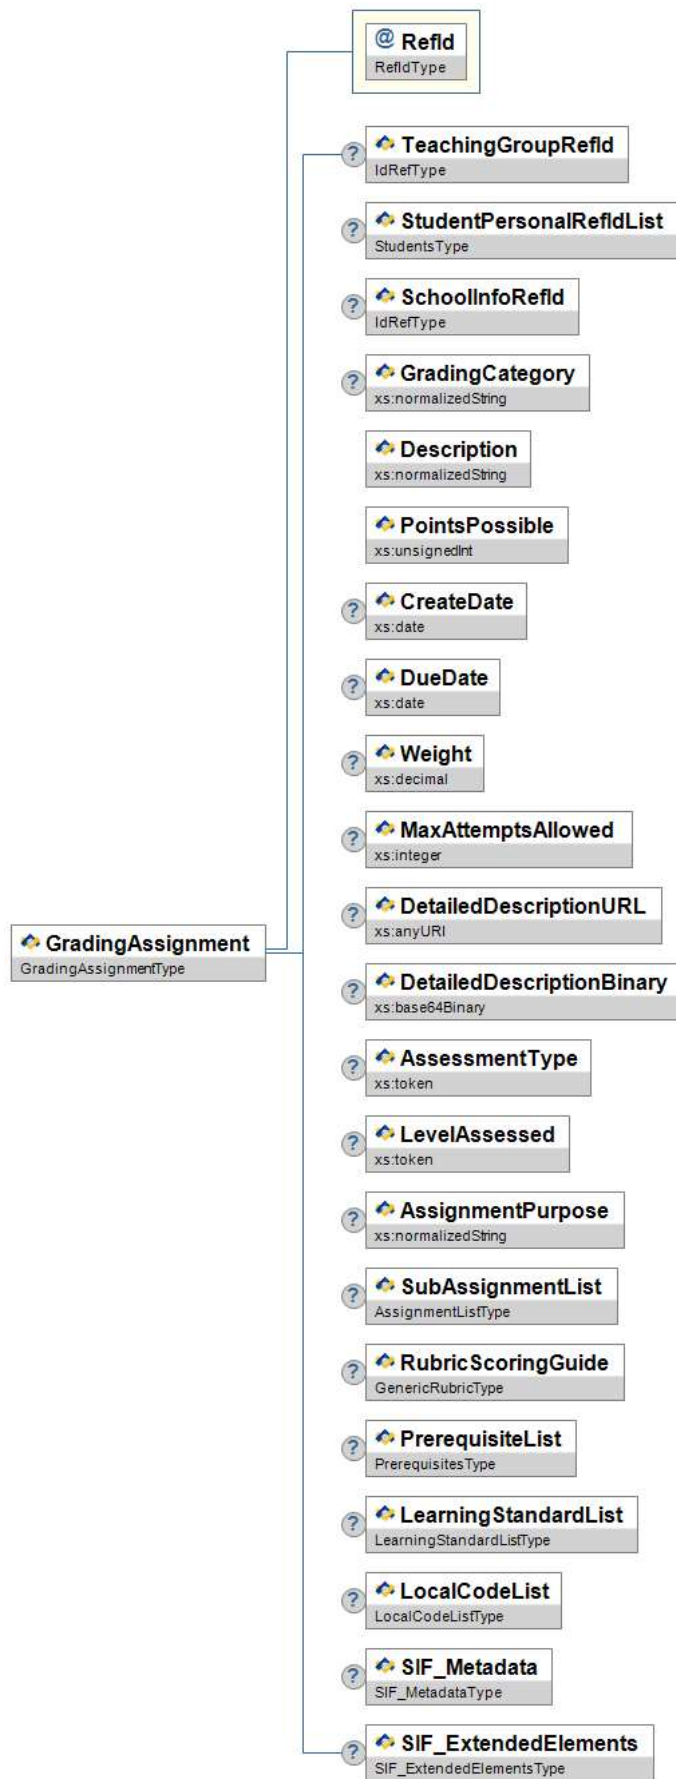 @ RefId
RefIdType
? TeachingGroupRefId
IdRefType
? StudentPersonalRefIdList
StudentsType
? SchoolInfoRefId
IdRefType
? GradingCategory
xs:normalizedString
Description
xs:normalizedString
PointsPossible
xs:unsignedInt
? CreateDate
xs:date
? DueDate
xs:date
? Weight
xs:decimal
? MaxAttemptsAllowed
xs:integer
? DetailedDescriptionURL
xs:anyURI
GradingAssignment
GradingAssignmentType
? DetailedDescriptionBinary
xs:base64Binary
? AssessmentType
xs:token
? LevelAssessed
xs:token
? AssignmentPurpose
xs:normalizedString
? SubAssignmentList
AssignmentListType
? RubricScoringGuide
GenericRubricType
? PrerequisiteList
PrerequisitesType
? LearningStandardList
LearningStandardListType
? LocalCodeList
LocalCodeListType
? SIF_Metadata
SIF_MetadataType
? SIF_ExtendedElements
SIF_ExtendedElementsType